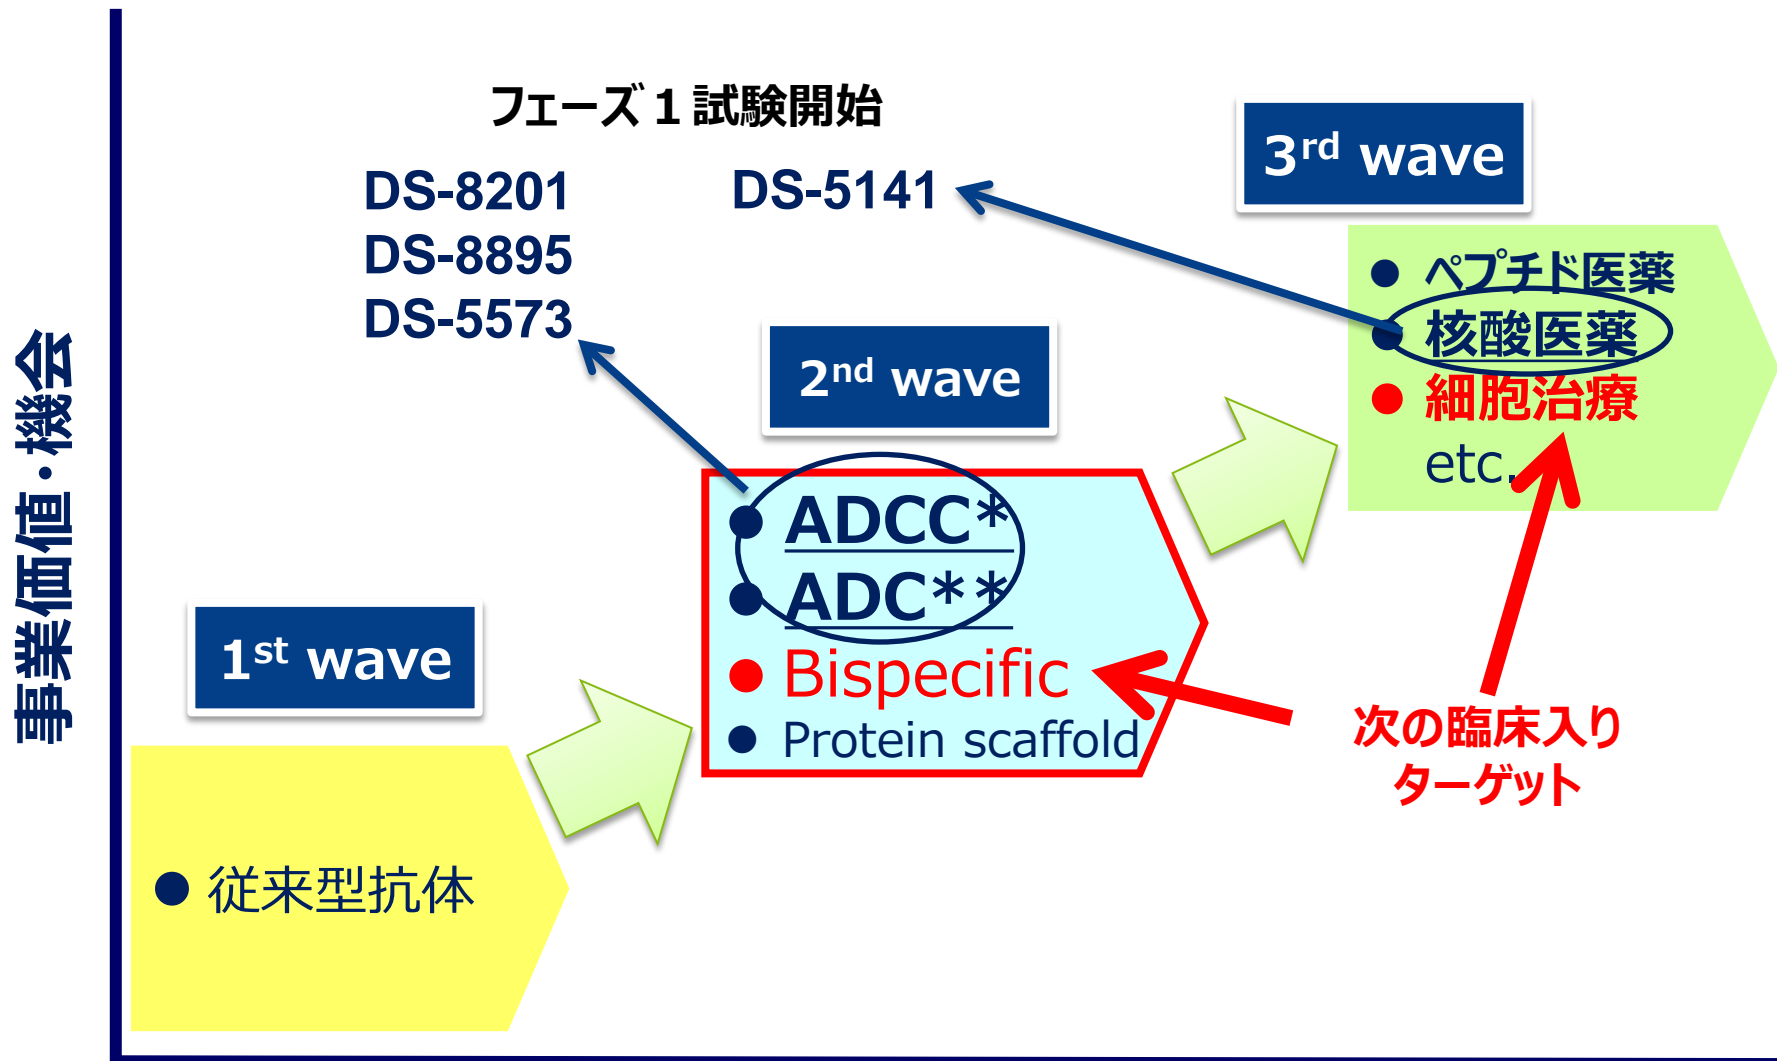 事業価値・機会
フェーズ1試験開始
DS-8201
DS-8895
DS-5573
DS-5141
1st wave
● 従来型抗体
2nd wave
● ADCC*
● ADC**
● Bispecific
● Protein scaffold
3rd wave
● ペプチド医薬
● 核酸医薬
● 細胞治療
etc.
次の臨床入り
ターゲット